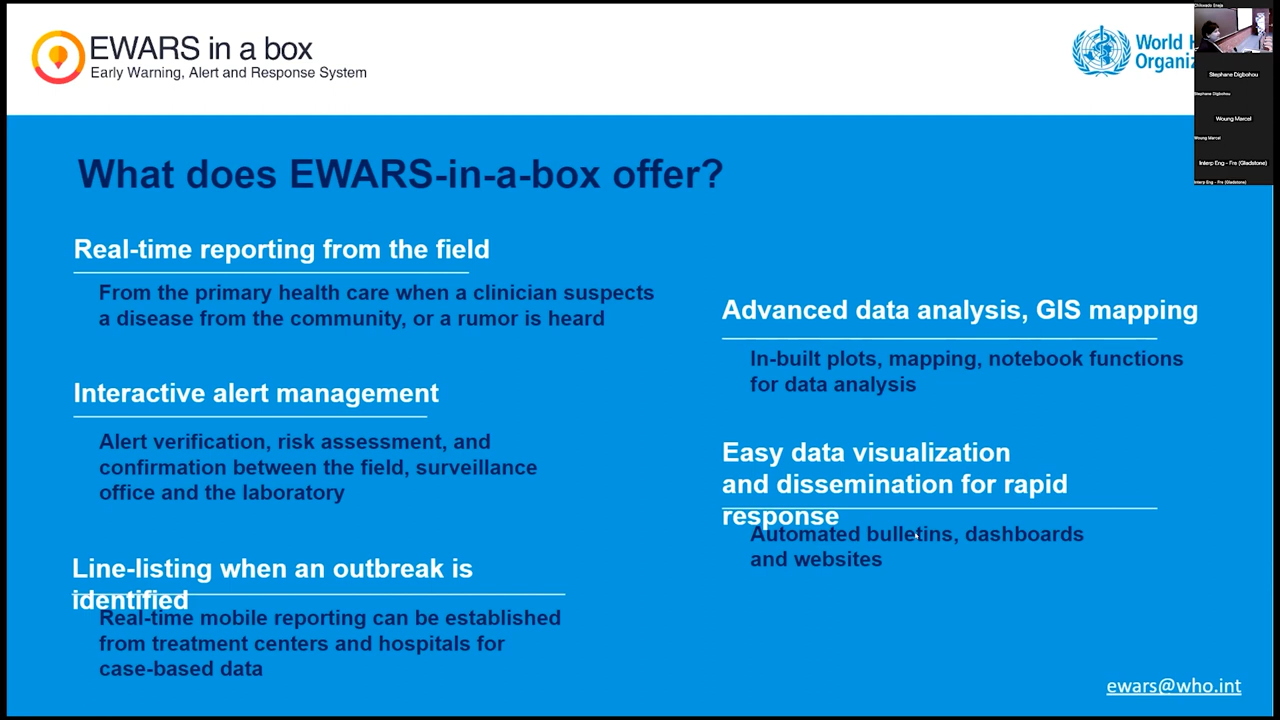 EWARS in a box
Early Warning, Alert and Response System
World H
Organiz
Chikwado Eneja
Stephane Digbohou
Stephane Digbohou
Woung Marcel
Woung Marcel
Interp Eng - Fre (Gladstone)
Interp Eng - Fre (Gladstone)
What does EWARS-in-a-box offer?
Real-time reporting from the field
From the primary health care when a clinician suspects
a disease from the community, or a rumor is heard
Interactive alert management
Alert verification, risk assessment, and
confirmation between the field, surveillance
office and the laboratory
Line-listing when an outbreak is
identified
Real-time mobile reporting can be established
from treatment centers and hospitals for
case-based data
Advanced data analysis, GIS mapping
In-built plots, mapping, notebook functions
for data analysis
Easy data visualization
and dissemination for rapid
response
Automated bulletins, dashboards
and websites
ewars@who.int